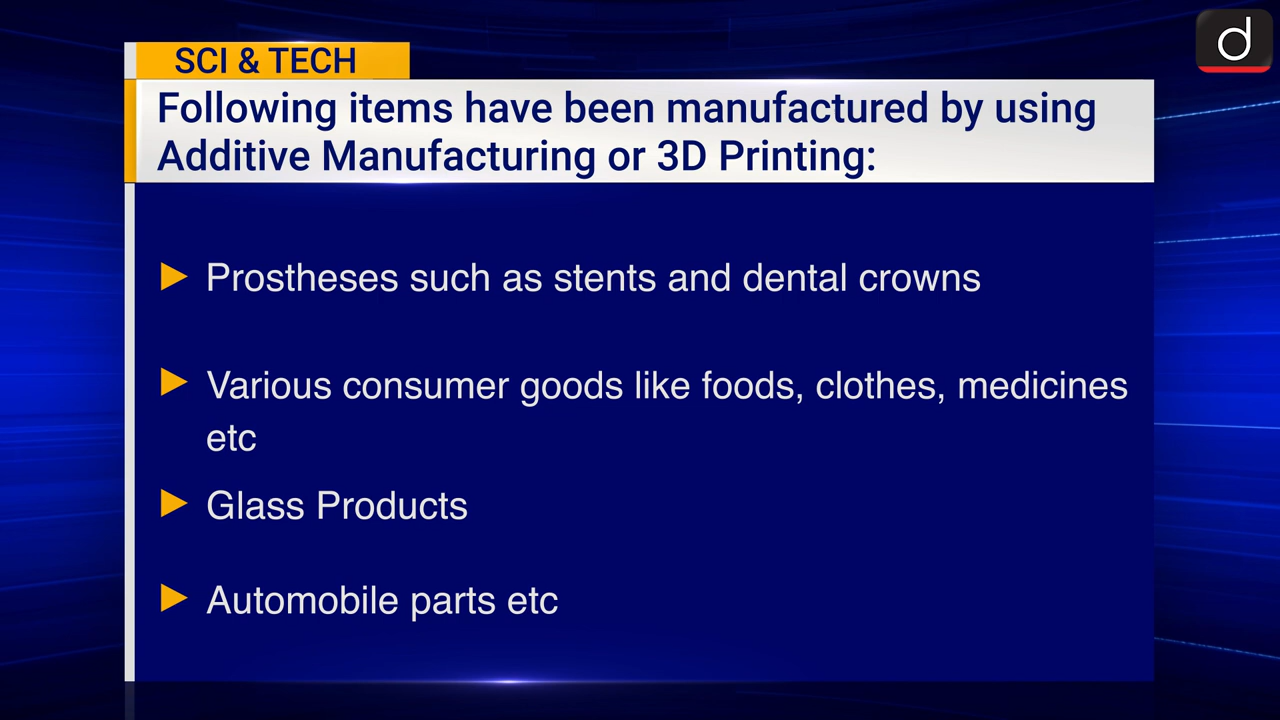 SCI & TECH
Following items have been manufactured by using
Additive Manufacturing or 3D Printing:
Prostheses such as stents and dental crowns
Various consumer goods like foods, clothes, medicines
etc
Glass Products
Automobile parts etc
d